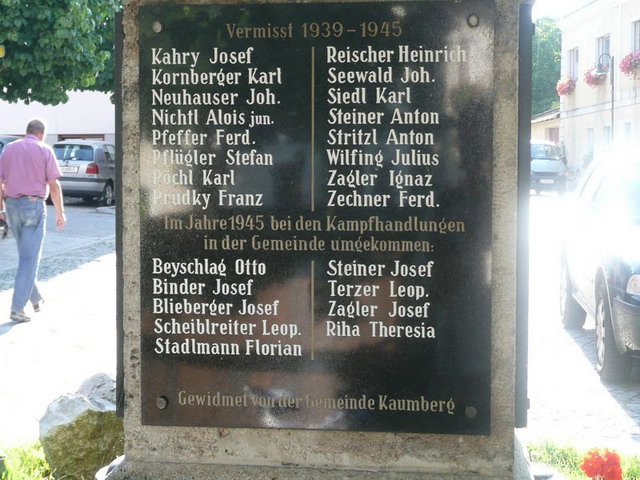 Vermisst 1939-1945
Kahry Josef
Kornberger Karl
Neuhauser Joh.
Nichtl Alois jun.
Pfeffer Ferd.
Pflügler Stefan
Pöchl Karl
Prudky Franz
Reischer Heinrich
Seewald Joh.
Siedl Karl
Steiner Anton
Stritzl Anton
Wilfing Julius
Zagler Ignaz
Zechner Ferd.
Im Jahre 1945 bei den Kampfhandlungen
in der Gemeinde umgekommen:
Beyschlag Otto
Binder Josef
Blieberger Josef
Scheiblreiter Leop.
Stadlmann Florian
Steiner Josef
Terzer Leop.
Zagler Josef
Riha Theresia
Gewidmet von der Gemeinde Kaumberg